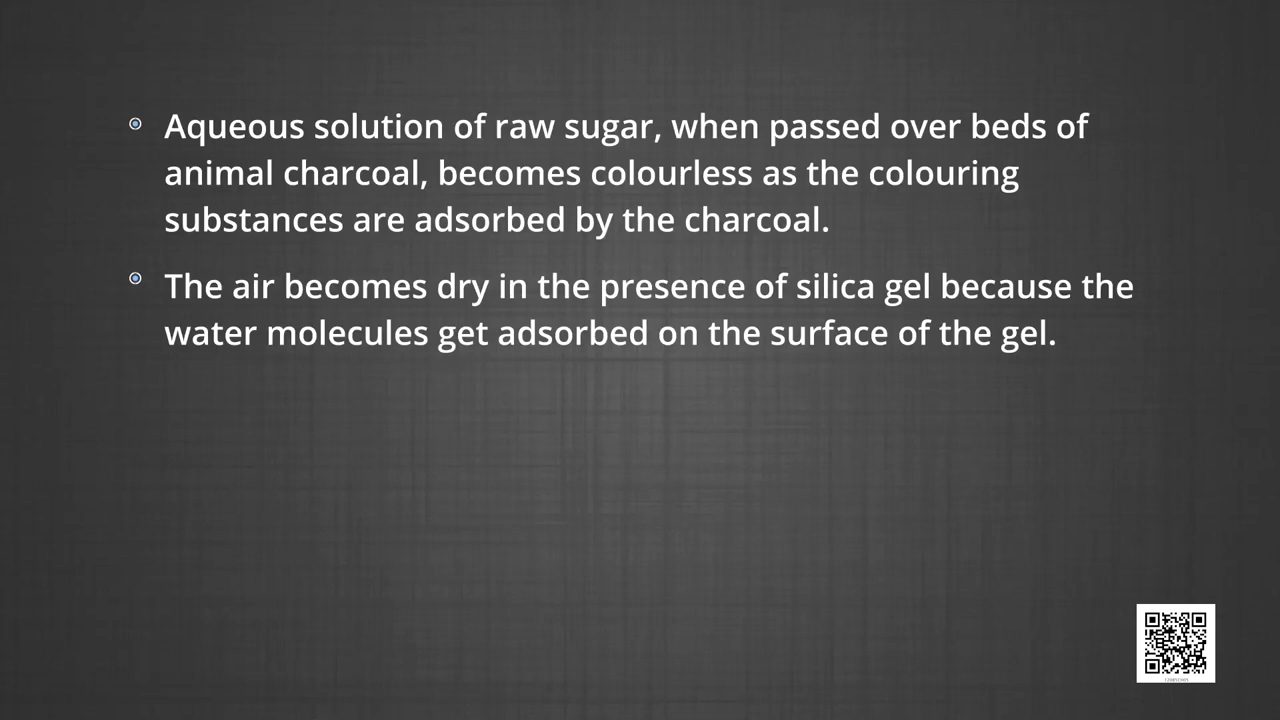 Aqueous solution of raw sugar, when passed over beds of
animal charcoal, becomes colourless as the colouring
substances are adsorbed by the charcoal.
The air becomes dry in the presence of silica gel because the
water molecules get adsorbed on the surface of the gel.